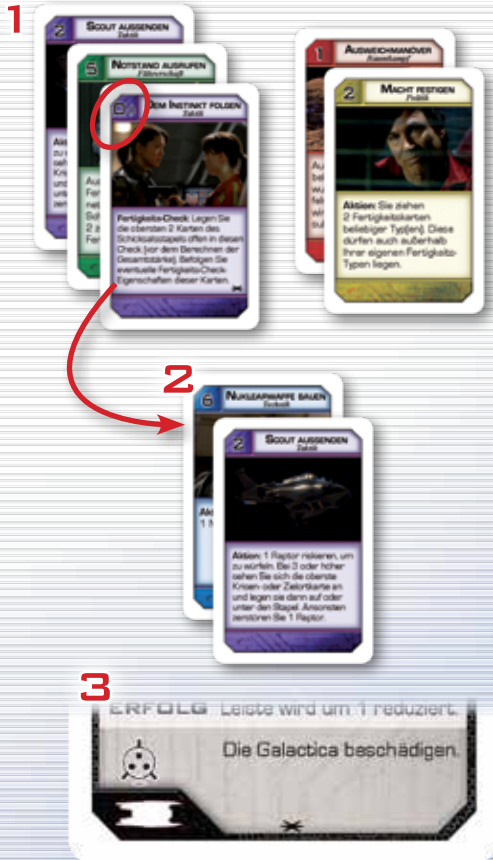 1
2
SCOUT AUSSENDEN
Taktik
5
NOTSTAND AUSRUFEN
Führerschaft
0
DEM INSTINKT FOLGEN
Taktik
Fertigkeits-Check: Legen Sie
die obersten 2 Karten des
Schicksalsstapels offen in diesen
Check (vor dem Berechnen der
Gesamtstärke). Befolgen Sie
eventuelle Fertigkeits-Check-
Eigenschaften dieser Karten.
1
AUSWEICHMANÖVER
Raumkampf
2
MACHT FESTIGEN
Politik
Aktion: Sie ziehen
2 Fertigkeitskarten
beliebiger Typ(en). Diese
dürfen auch außerhalb
Ihrer eigenen Fertigkeits-
Typen liegen.
2
6
NUKLEARWAFFE BAUEN
Technik
2
SCOUT AUSSENDEN
Taktik
Aktion: 1 Raptor riskieren, um
zu würfeln. Bei 3 oder höher
sehen Sie sich die oberste
Krisen- oder Zielortkarte an
und legen sie dann auf oder
unter den Stapel. Ansonsten
zerstören Sie 1 Raptor.
3
ERFOLG Leiste wird um 1 reduziert.
Die Galactica beschädigen.